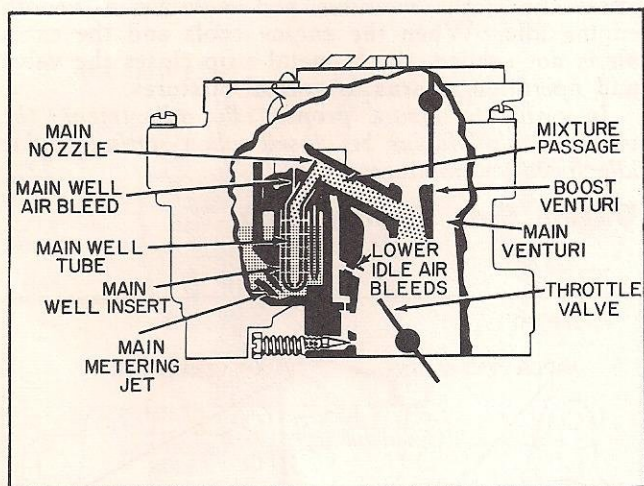 MAIN
NOZZLE
MAIN WELL
AIR BLEED
MAIN WELL
TUBE
MAIN
WELL INSERT
MAIN
METERING
JET
MIXTURE
PASSAGE
BOOST
VENTURI
MAIN
VENTURI
LOWER
IDLE AIR
BLEEDS
THROTTLE
VALVE